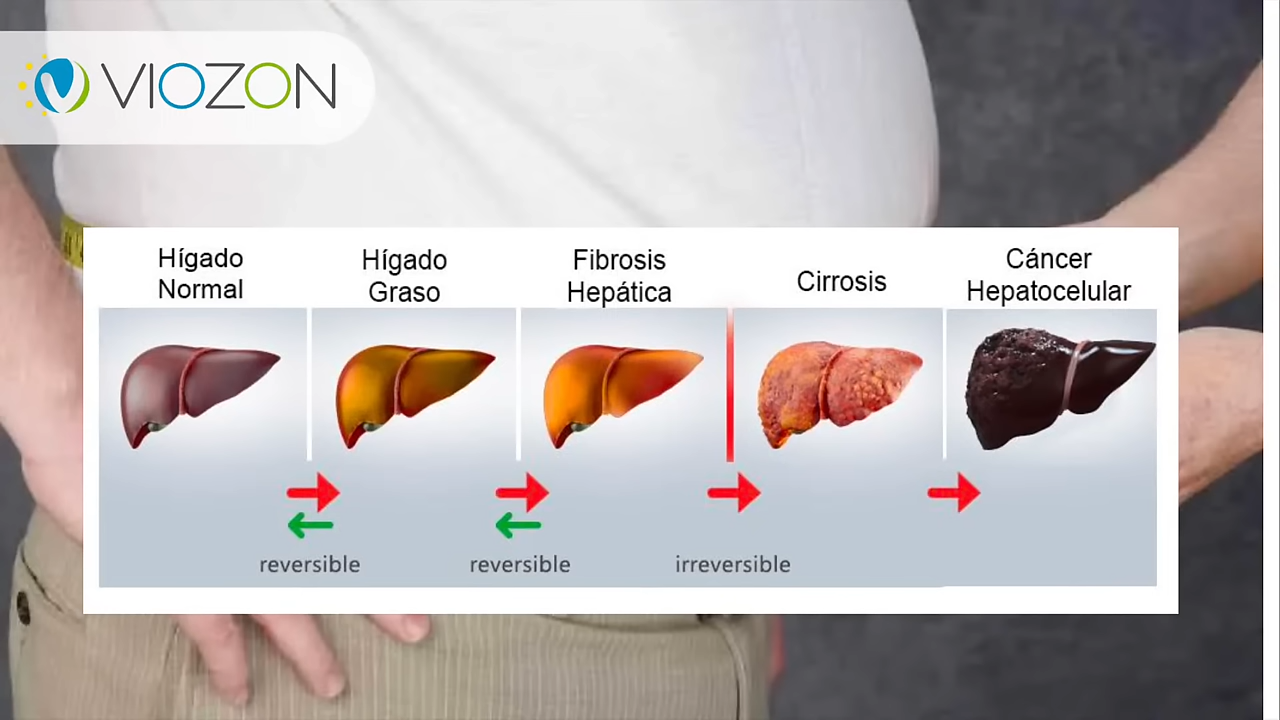 VIOZON
Hígado
Normal
Hígado
Graso
Fibrosis
Hepática
Cirrosis
Cáncer
Hepatocelular
reversible
reversible
irreversible